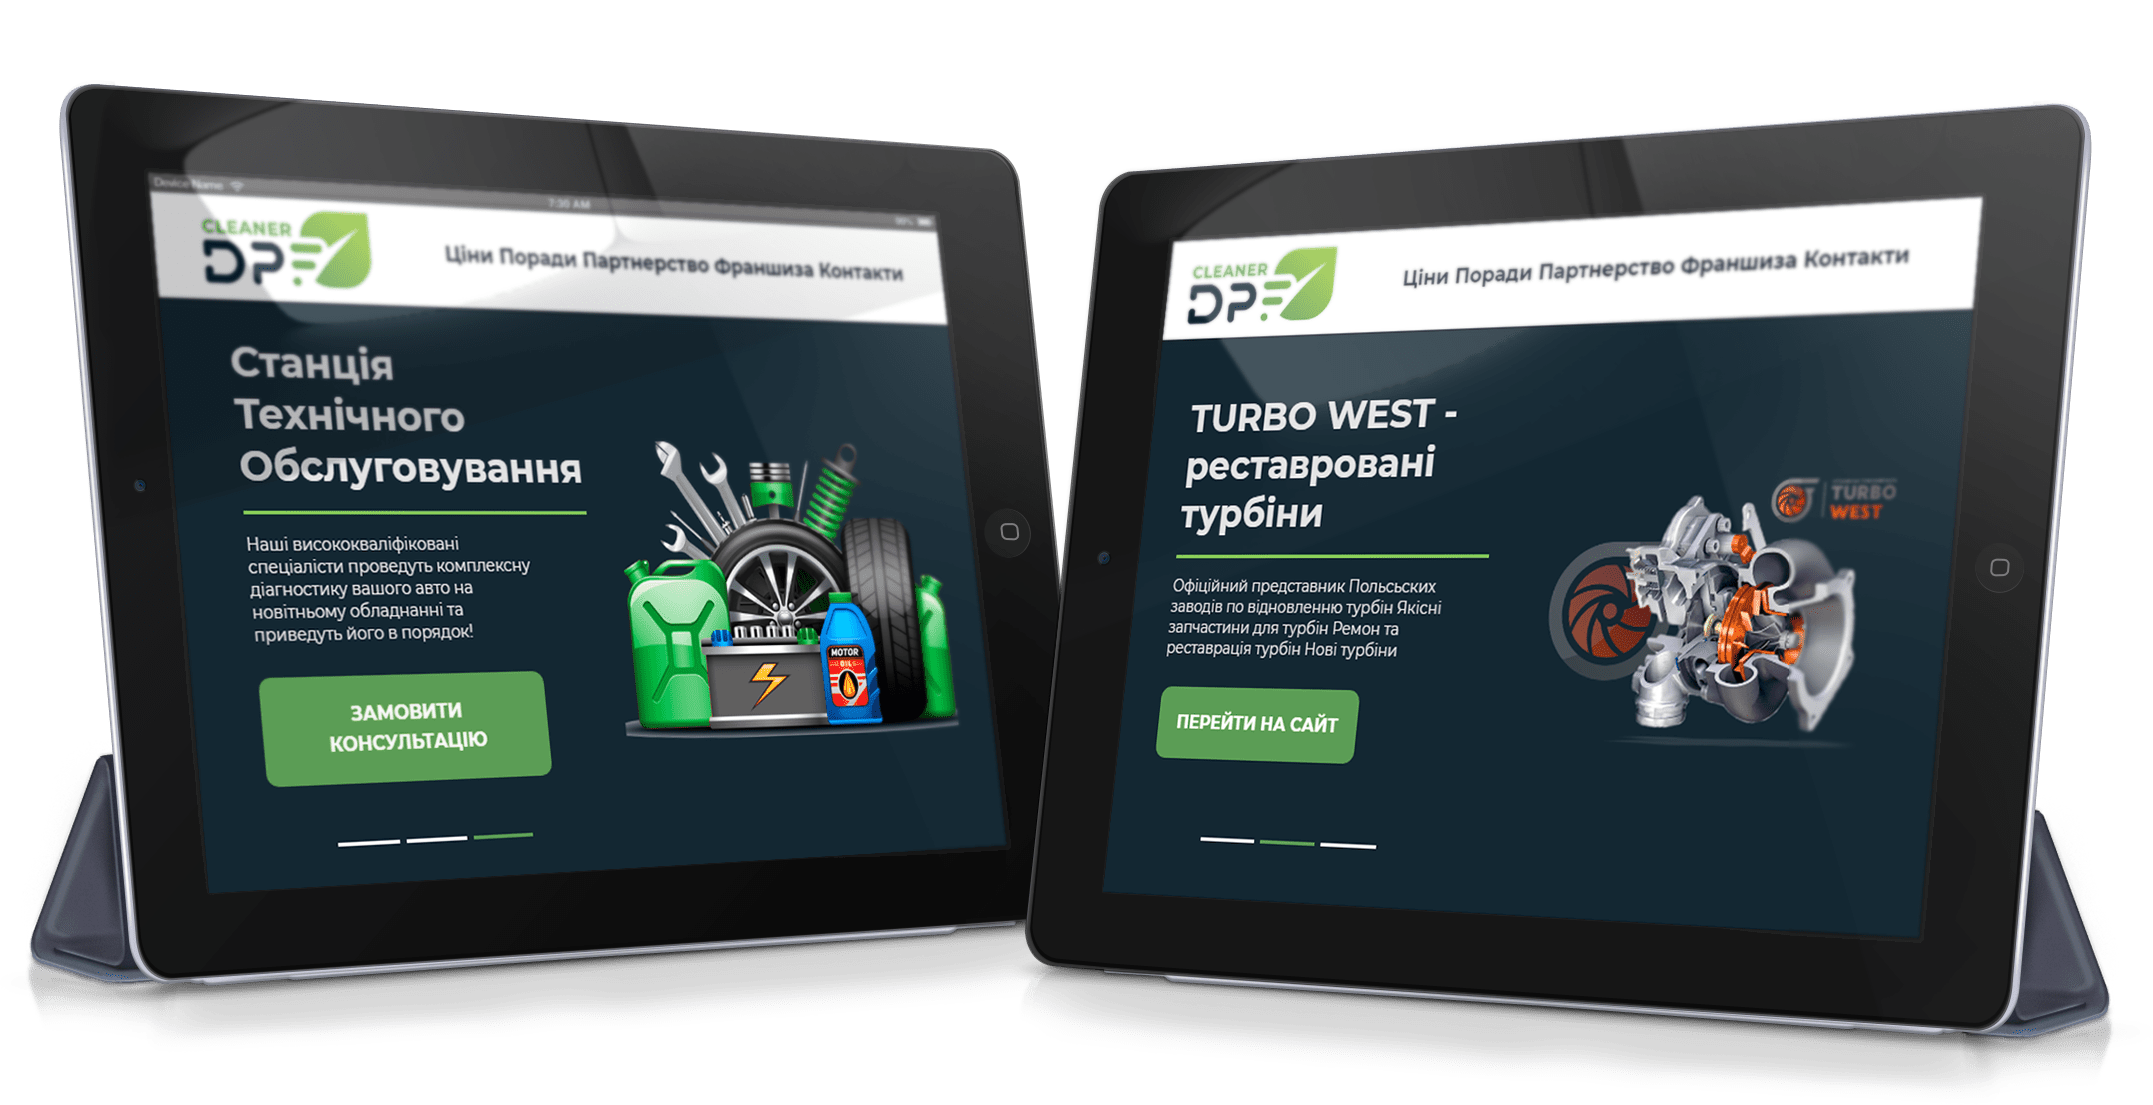 Device Name
7:30 AM
CLEANER
DPF
Ціни Поради Партнерство Франшиза Контакти
Станція
Технічного
Обслуговування
Наші висококваліфіковані
спеціалісти проведуть комплексну
діагностику вашого авто на
новітньому обладнанні та
приведуть його в порядок!
ЗАМОВИТИ
КОНСУЛЬТАЦІЮ
MOTOR
OIL
CLEANER
DPF
Ціни Поради Партнерство Франшиза Контакти
TURBO WEST -
реставровані
турбіни
Офіційний представник Польсьских
заводів по відновленню турбін Якісні
запчастини для турбін Ремон та
реставрація турбін Нові турбіни
ПЕРЕЙТИ НА САЙТ
TURBO
WEST